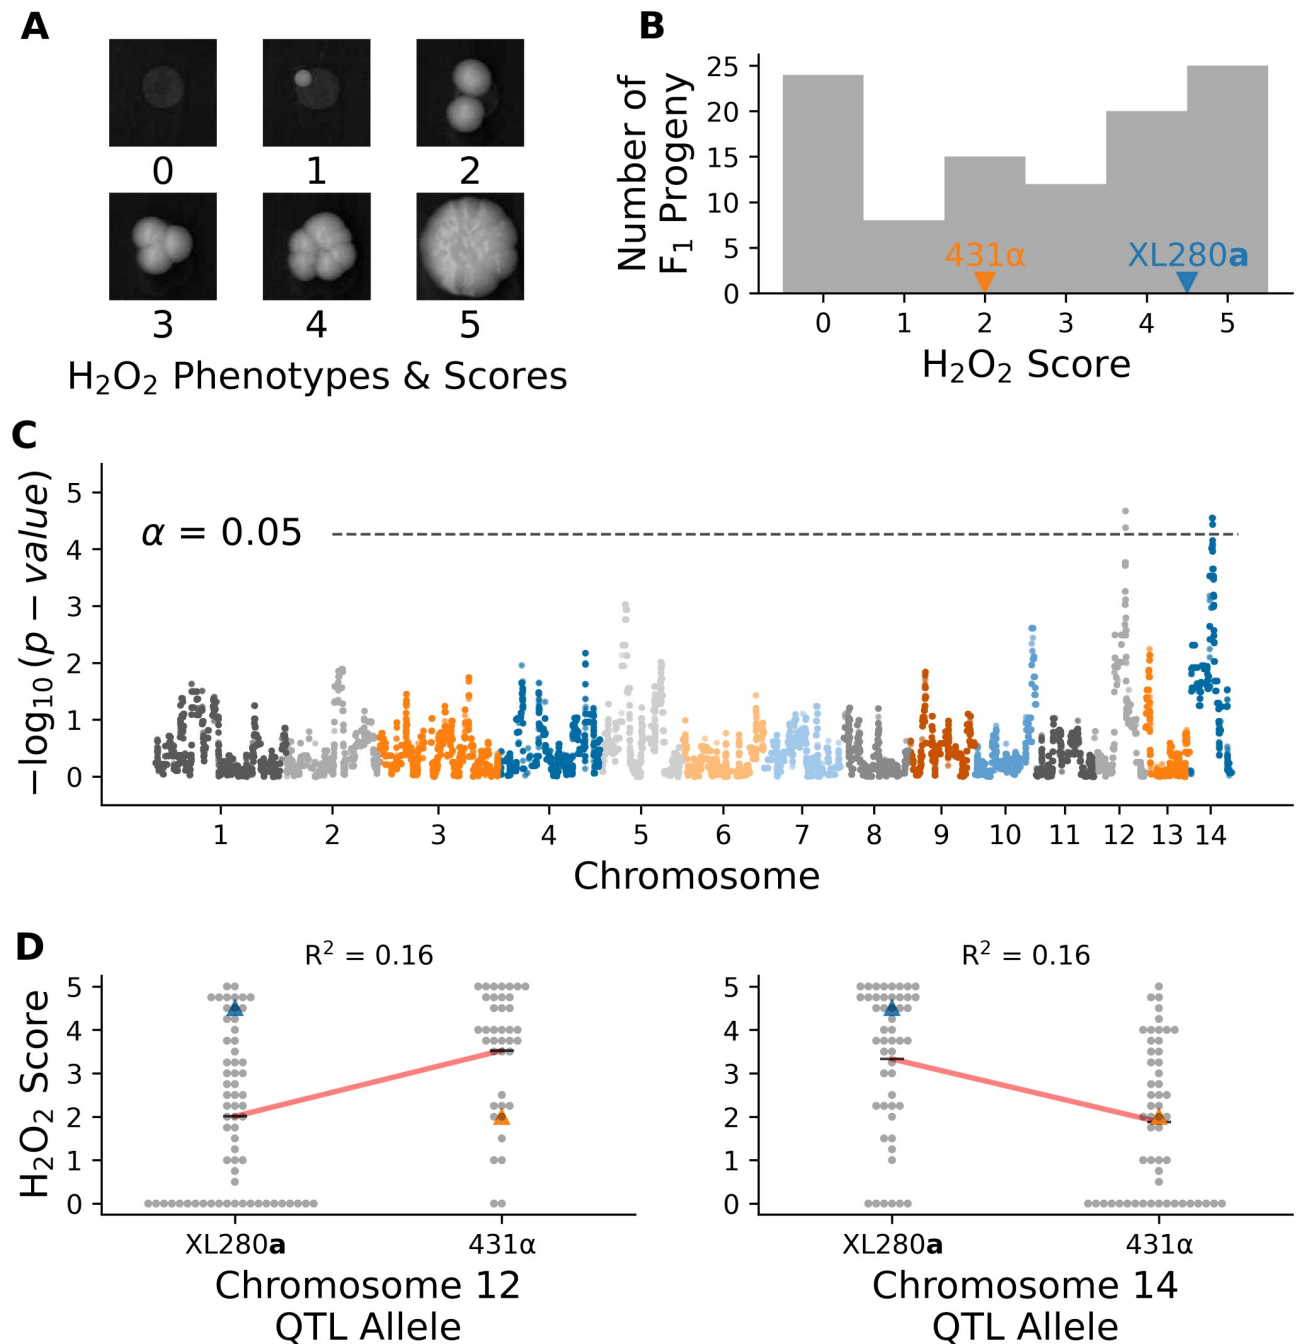 A
0 1 2
3 4 5
H₂O₂ Phenotypes & Scores
B
Number of
F₁ Progeny
25
20
15
10
5
0
431α XL280a
0 1 2 3 4 5
H₂O₂ Score
C
−log₁₀(p − value)
5
4
3
2
1
0
α = 0.05
1 2 3 4 5 6 7 8 9 10 11 12 13 14
Chromosome
D
H₂O₂ Score
R² = 0.16
5
4
3
2
1
0
XL280a 431α
Chromosome 12
QTL Allele
R² = 0.16
5
4
3
2
1
0
XL280a 431α
Chromosome 14
QTL Allele